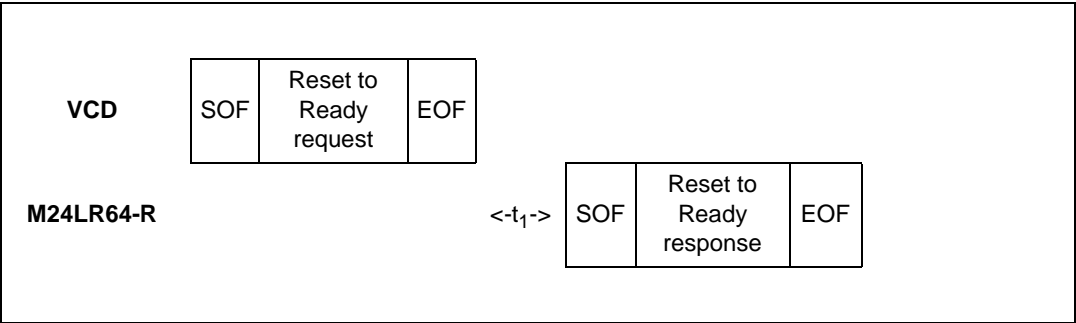 VCD SOF Reset to Ready request EOF
M24LR64-R <-t1-> SOF Reset to Ready response EOF